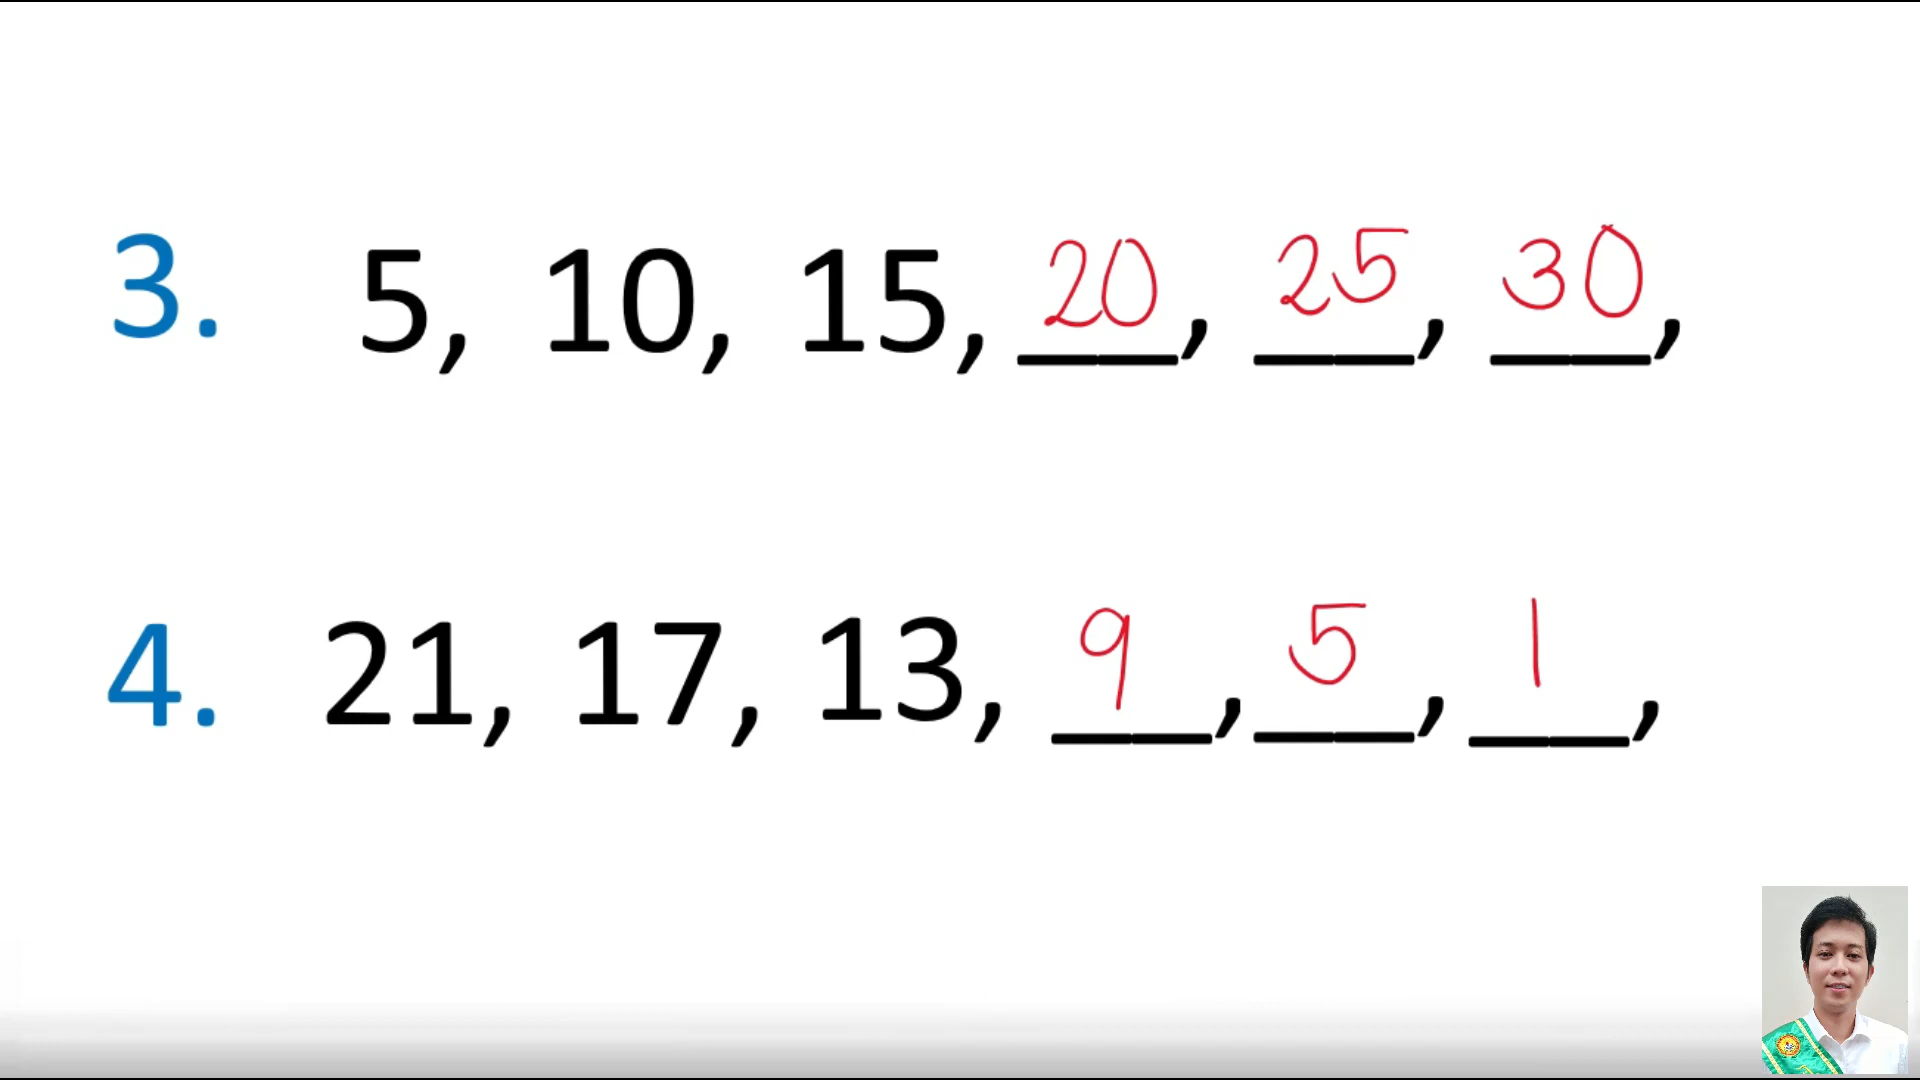 3. 5, 10, 15, 20, 25, 30,
4. 21, 17, 13, 9, 5, 1,